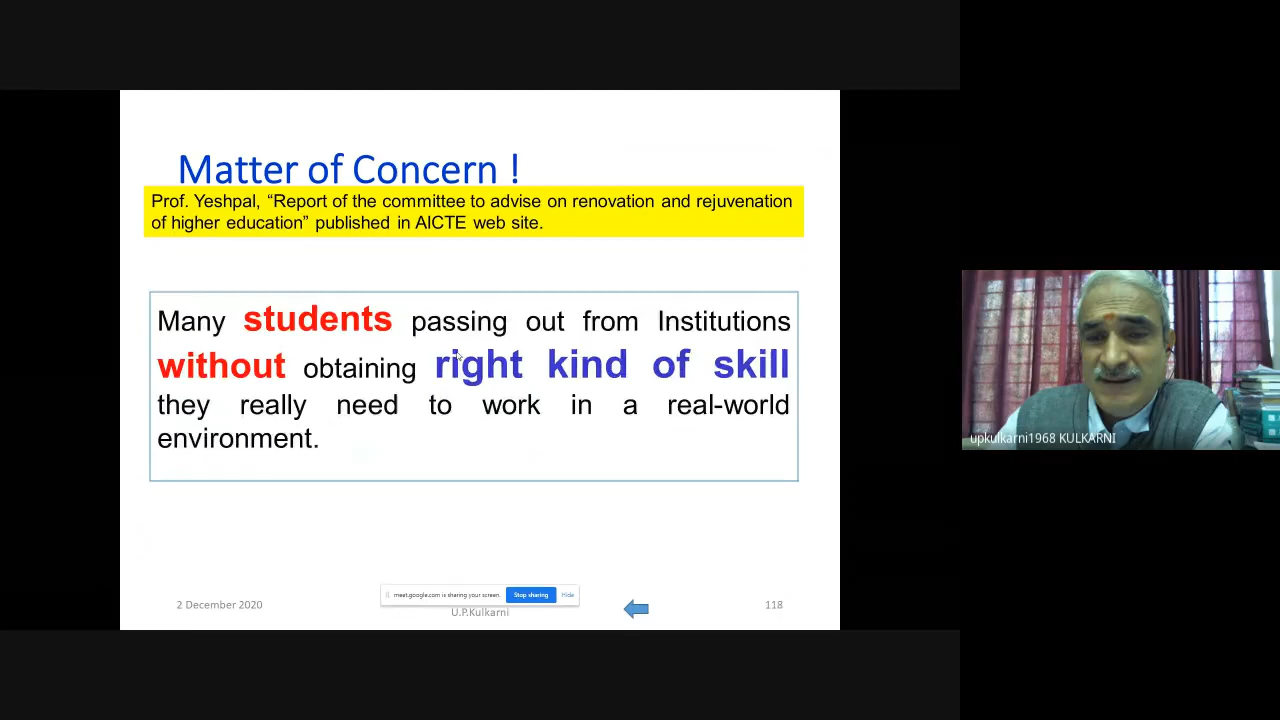 Matter of Concern !
Prof. Yeshpal, “Report of the committee to advise on renovation and rejuvenation
of higher education” published in AICTE web site.
Many students passing out from Institutions
without obtaining right kind of skill
they really need to work in a real-world
environment.
upkulkarni1968 KULKARNI
meet.google.com is sharing your screen.
Stop sharing
Hide
2 December 2020
U.P.Kulkarni
118